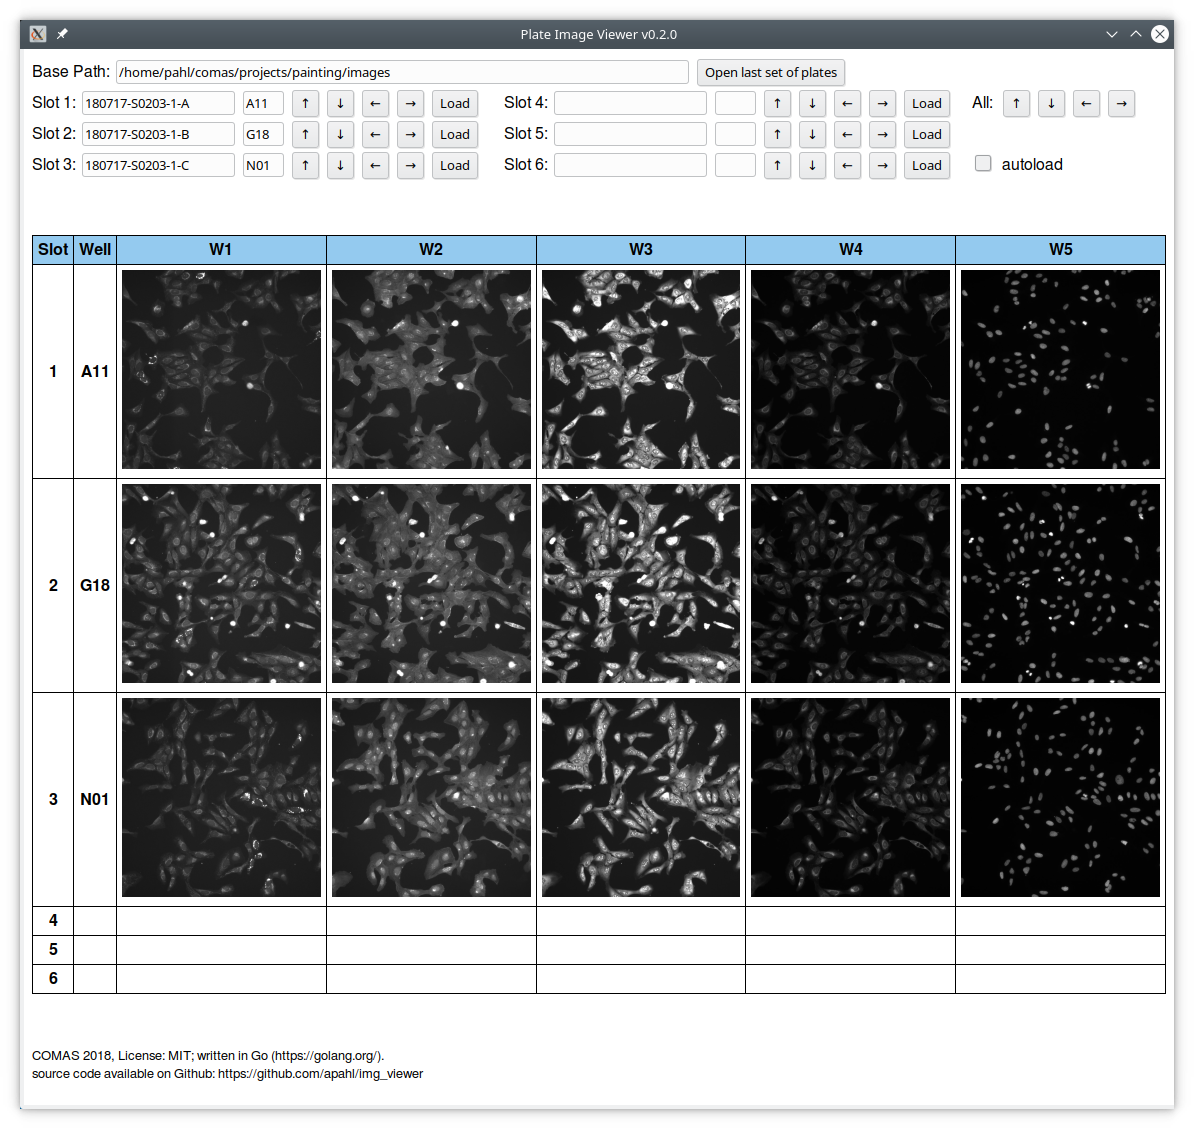 Plate Image Viewer v0.2.0
Base Path: /home/pahl/comas/projects/painting/images Open last set of plates
Slot 1: 180717-S0203-1-A A11 ↑ ↓ ← → Load Slot 4: ↑ ↓ ← → Load All: ↑ ↓ ← →
Slot 2: 180717-S0203-1-B G18 ↑ ↓ ← → Load Slot 5: ↑ ↓ ← → Load
Slot 3: 180717-S0203-1-C N01 ↑ ↓ ← → Load Slot 6: ↑ ↓ ← → Load autoload
Slot Well W1 W2 W3 W4 W5
1 A11
2 G18
3 N01
4
5
6
COMAS 2018, License: MIT; written in Go (https://golang.org/).
source code available on Github: https://github.com/apahl/img_viewer